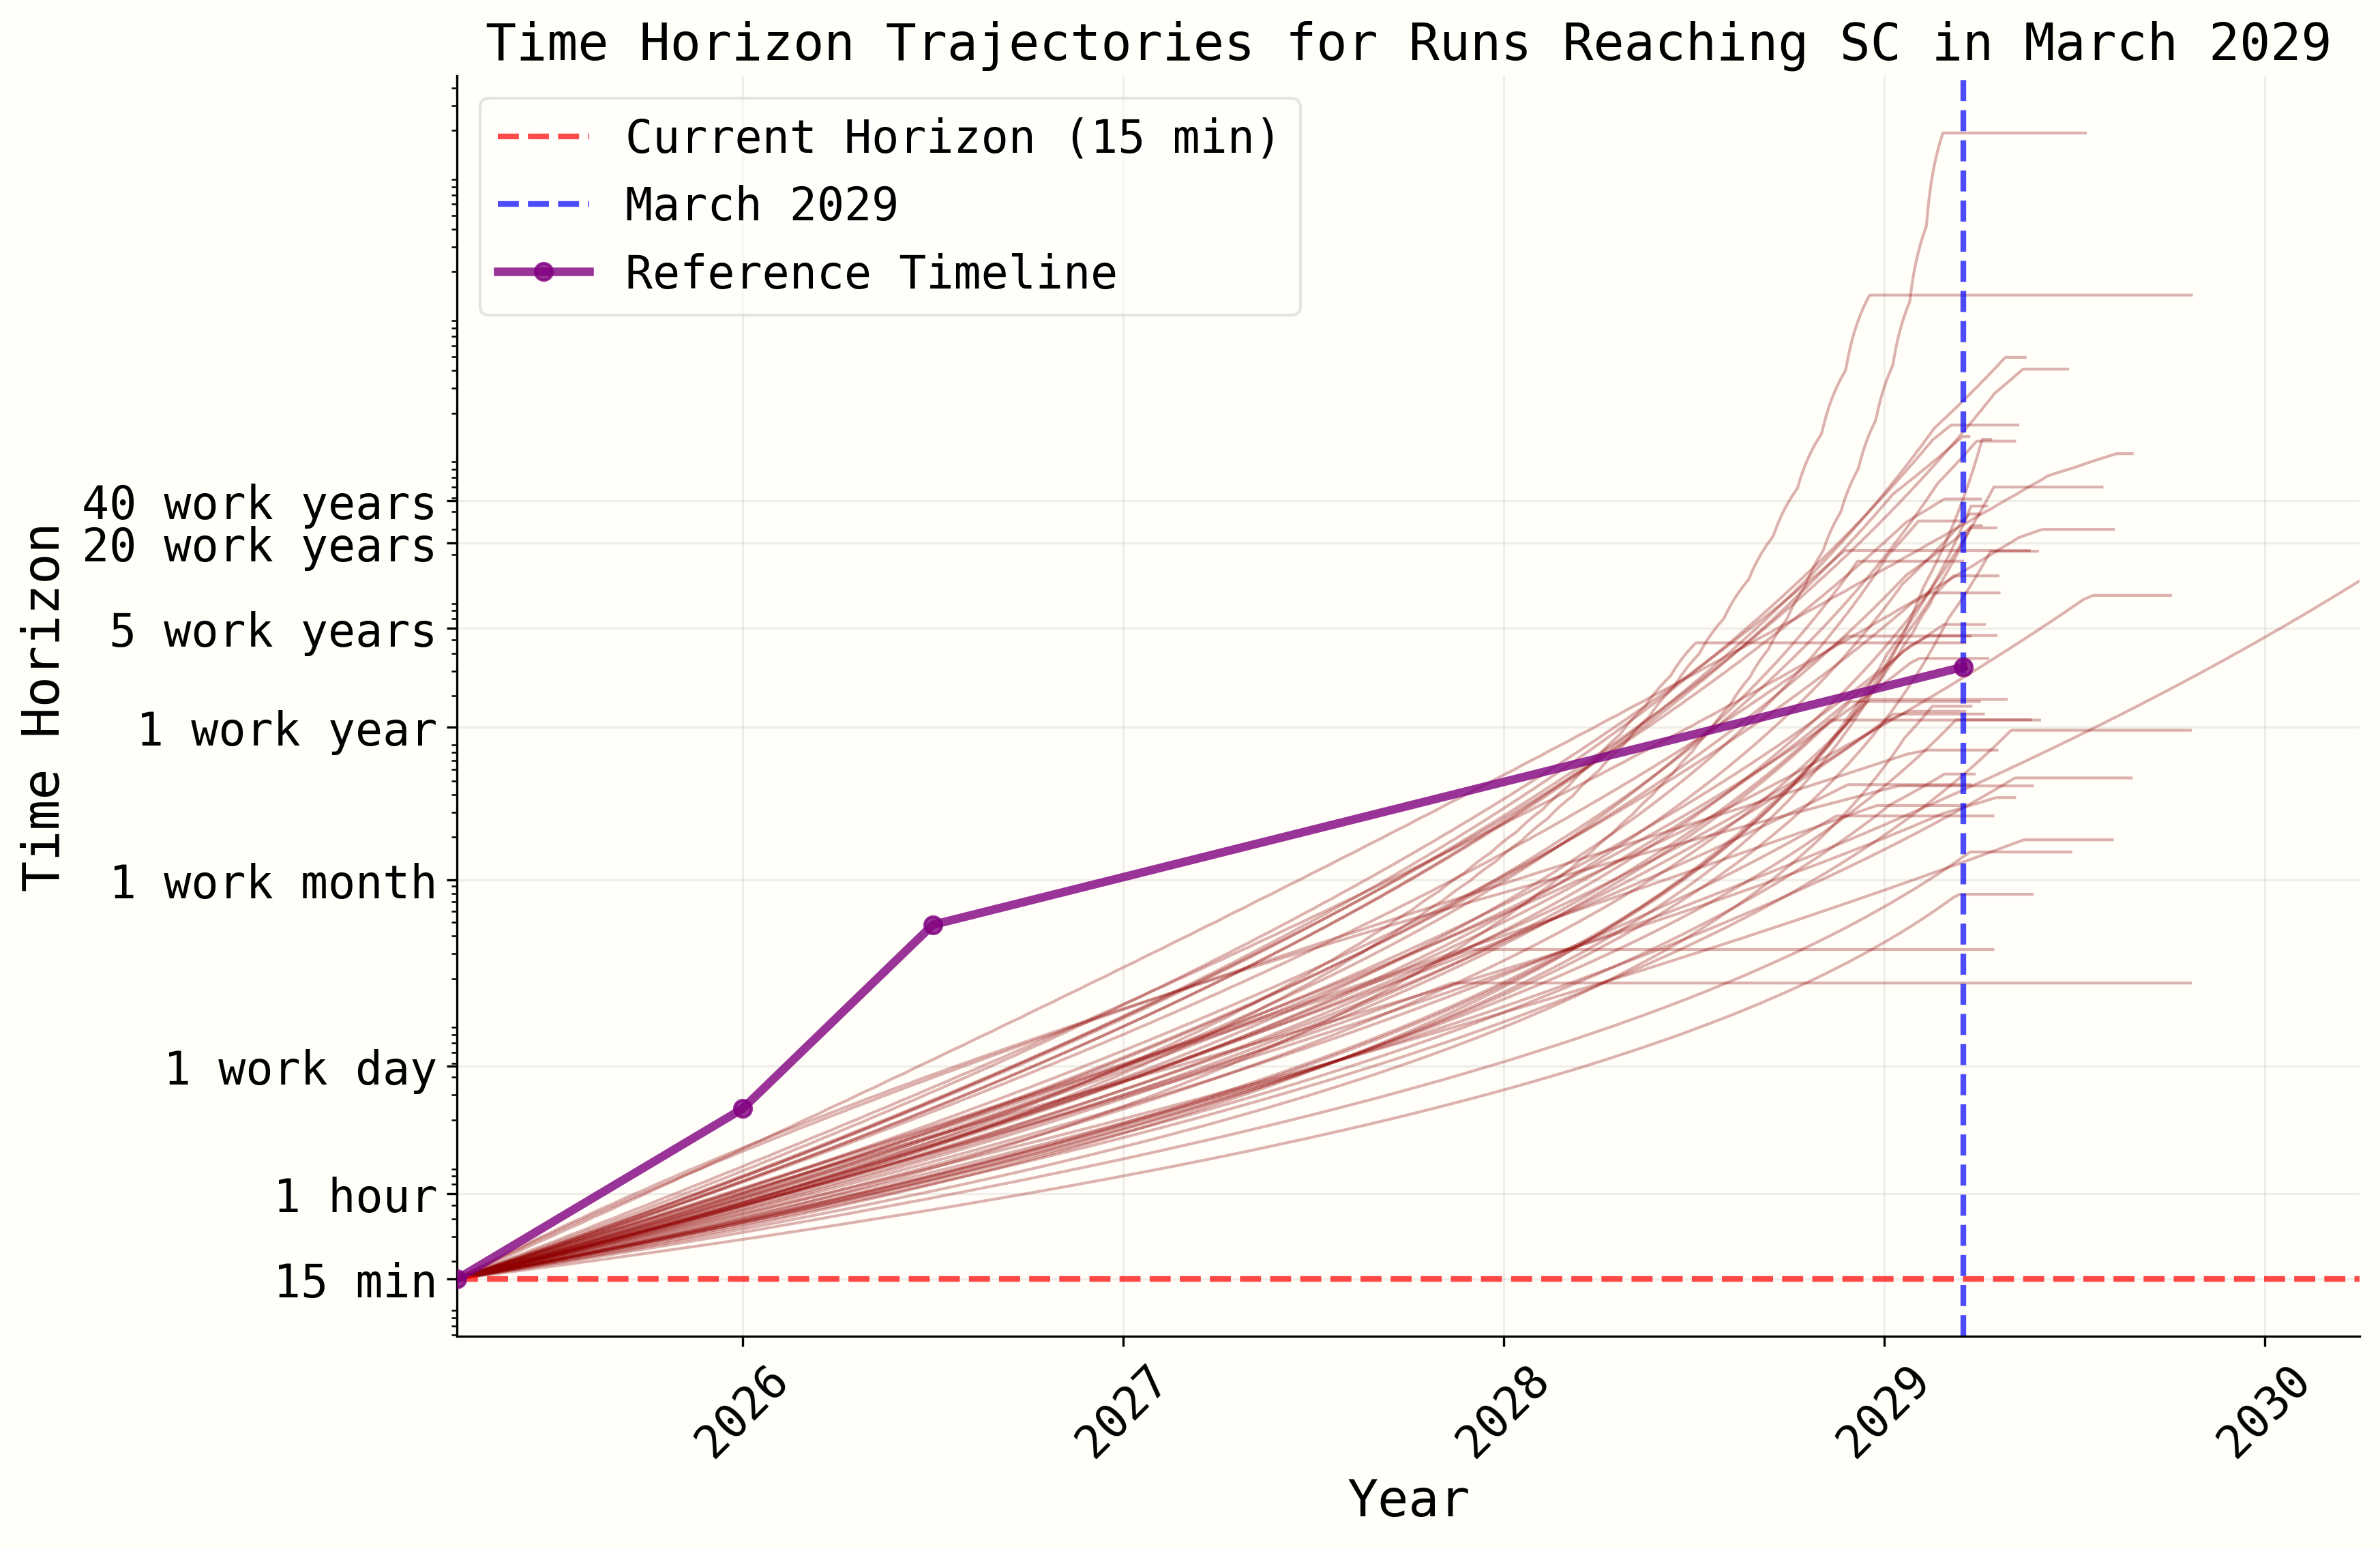 Time Horizon Trajectories for Runs Reaching SC in March 2029
Current Horizon (15 min)
March 2029
Reference Timeline
Time Horizon
40 work years
20 work years
5 work years
1 work year
1 work month
1 work day
1 hour
15 min
2026
2027
2028
2029
2030
Year